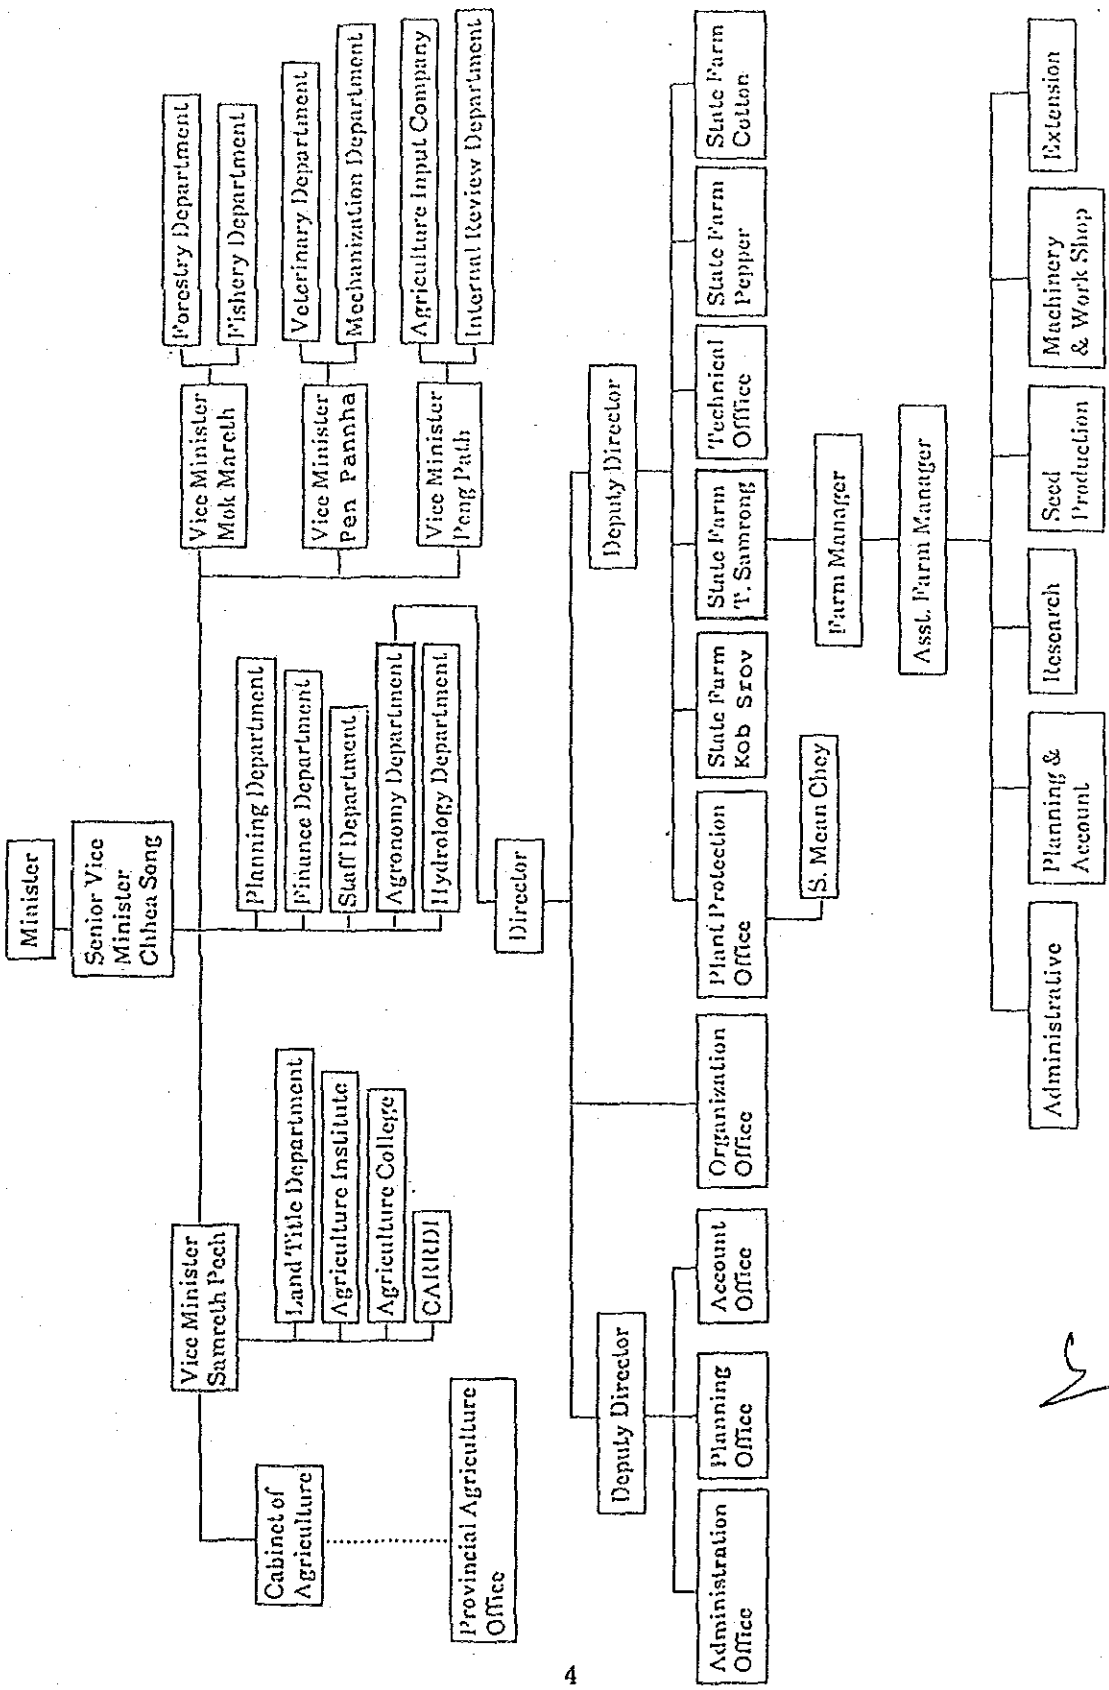 Minister
Senior Vice
Minister
Chhea Song
Cabinet of
Agriculture
Provincial Agriculture
Office
Vice Minister
Samreth Pech
Land Title Department
Agriculture Institute
Agriculture College
CARRDI
Planning Department
Finance Department
Staff Department
Agronomy Department
Hydrology Department
Vice Minister
Mok Mareth
Forestry Department
Fishery Department
Vice Minister
Pen Pannha
Veterinary Department
Mechanization Department
Vice Minister
Peng Path
Agriculture Input Company
Internal Review Department
Director
Deputy Director
Administration
Office
Planning
Office
Account
Office
Organization
Office
Deputy Director
Plant Protection
Office
S. Mean Chey
State Farm
Kob Srov
State Farm
T. Samrong
Technical
Office
State Farm
Pepper
State Farm
Cotton
Farm Manager
Asst. Farm Manager
Administrative
Planning &
Account
Research
Seed
Production
Machinery
& Work Shop
Extension
4